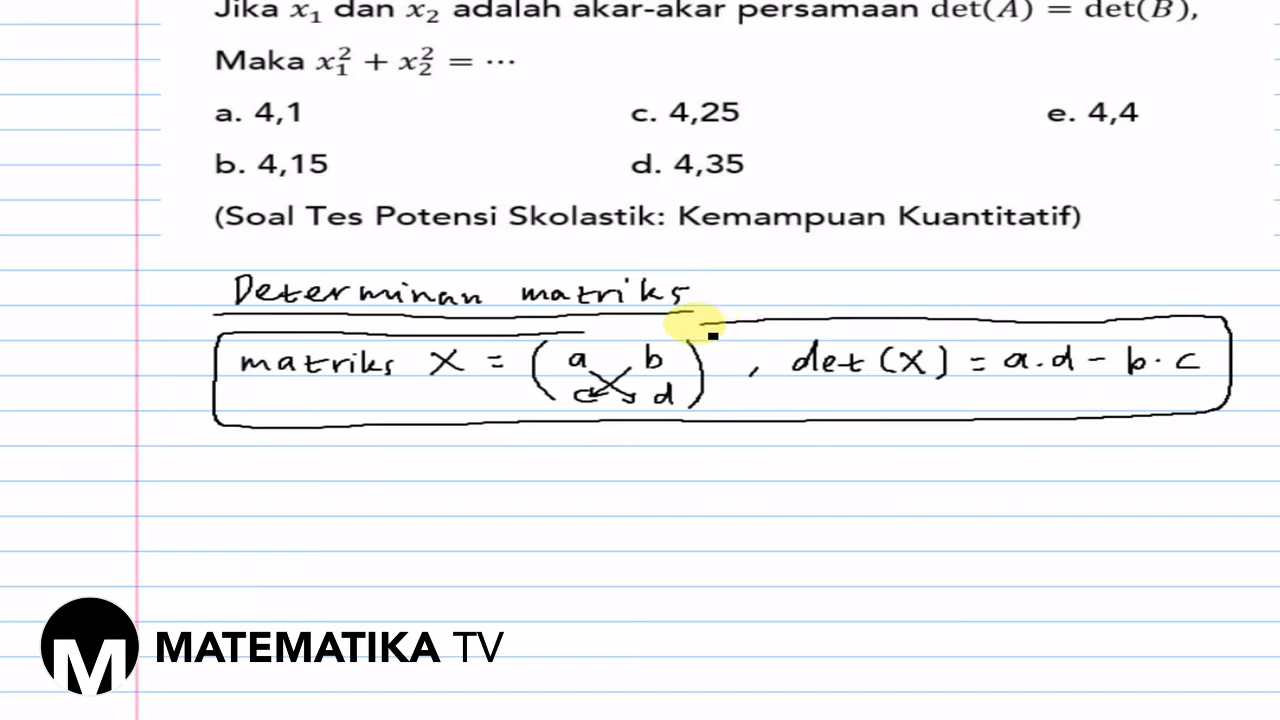 Jika x₁ dan x₂ adalah akar-akar persamaan det(A) = det(B),
Maka x₁² + x₂² = ⋯
a. 4,1 c. 4,25 e. 4,4
b. 4,15 d. 4,35
(Soal Tes Potensi Skolastik: Kemampuan Kuantitatif)
Determinan matriks
matriks X = (a b
c d) , det(X) = a.d - b.c
M MATEMATIKA TV